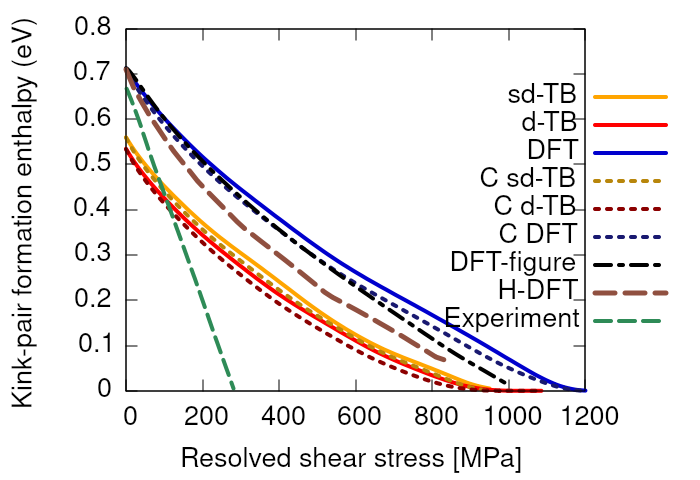 Kink-pair formation enthalpy (eV)
0.8
0.7
0.6
0.5
0.4
0.3
0.2
0.1
0
0 200 400 600 800 1000 1200
Resolved shear stress [MPa]
sd-TB
d-TB
DFT
C sd-TB
C d-TB
C DFT
DFT-figure
H-DFT
Experiment